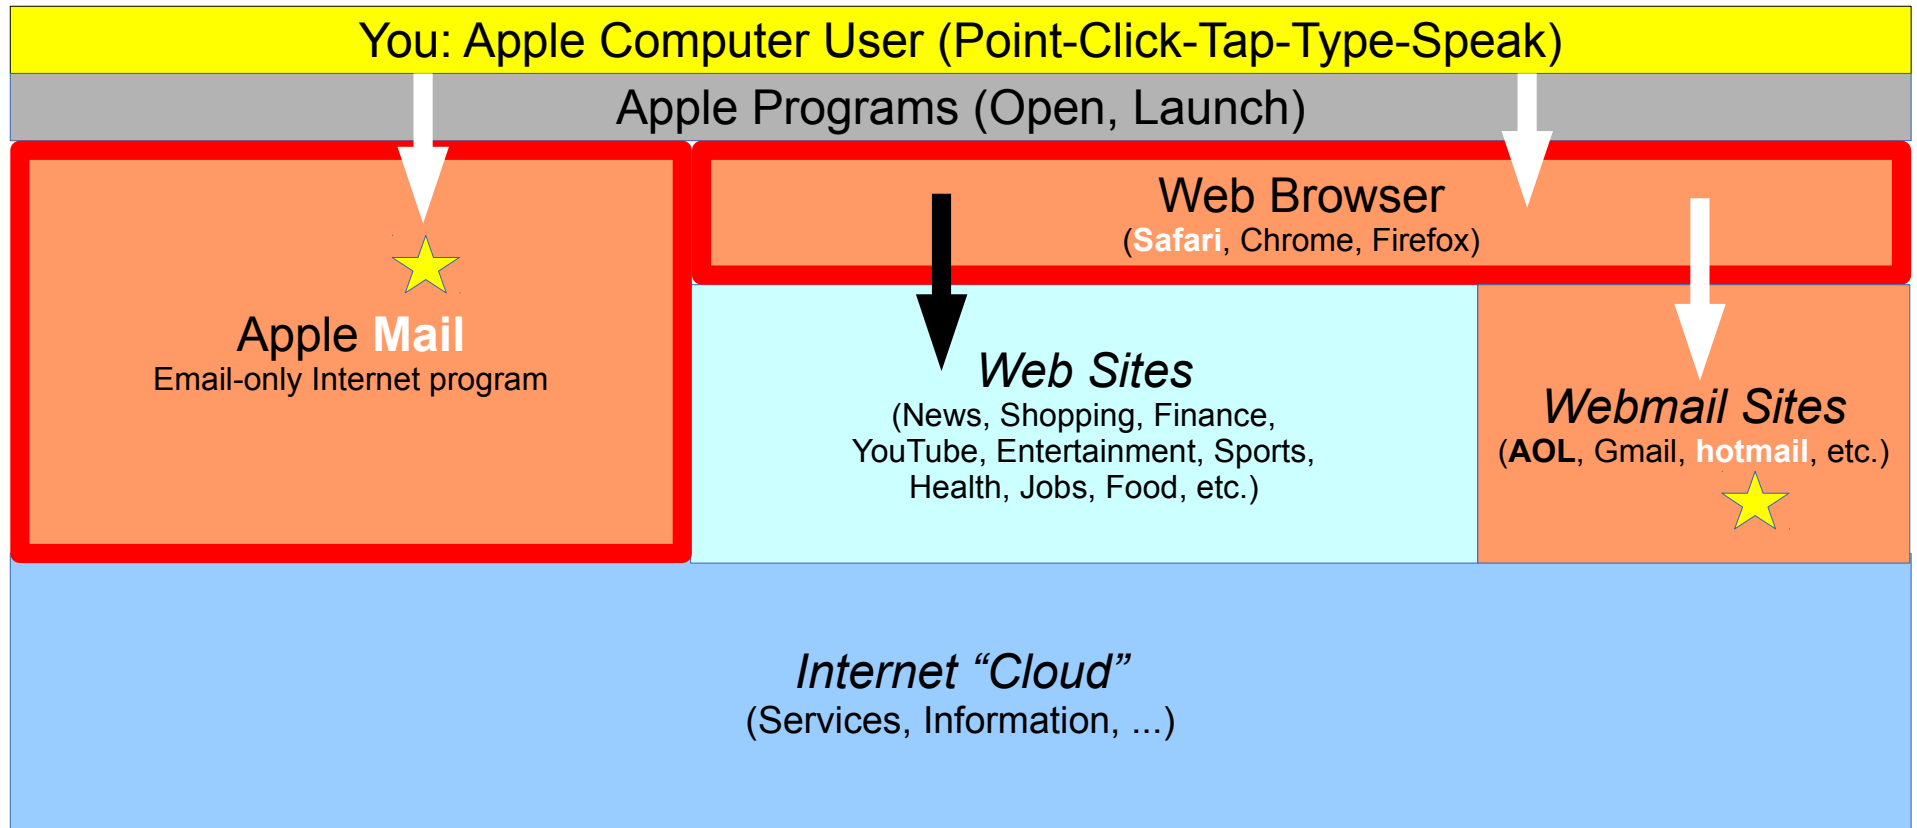 You: Apple Computer User (Point-Click-Tap-Type-Speak)
Apple Programs (Open, Launch)
Web Browser
(Safari, Chrome, Firefox)
Apple Mail
Email-only Internet program
Web Sites
(News, Shopping, Finance,
YouTube, Entertainment, Sports,
Health, Jobs, Food, etc.)
Webmail Sites
(AOL, Gmail, hotmail, etc.)
Internet “Cloud”
(Services, Information, ...)